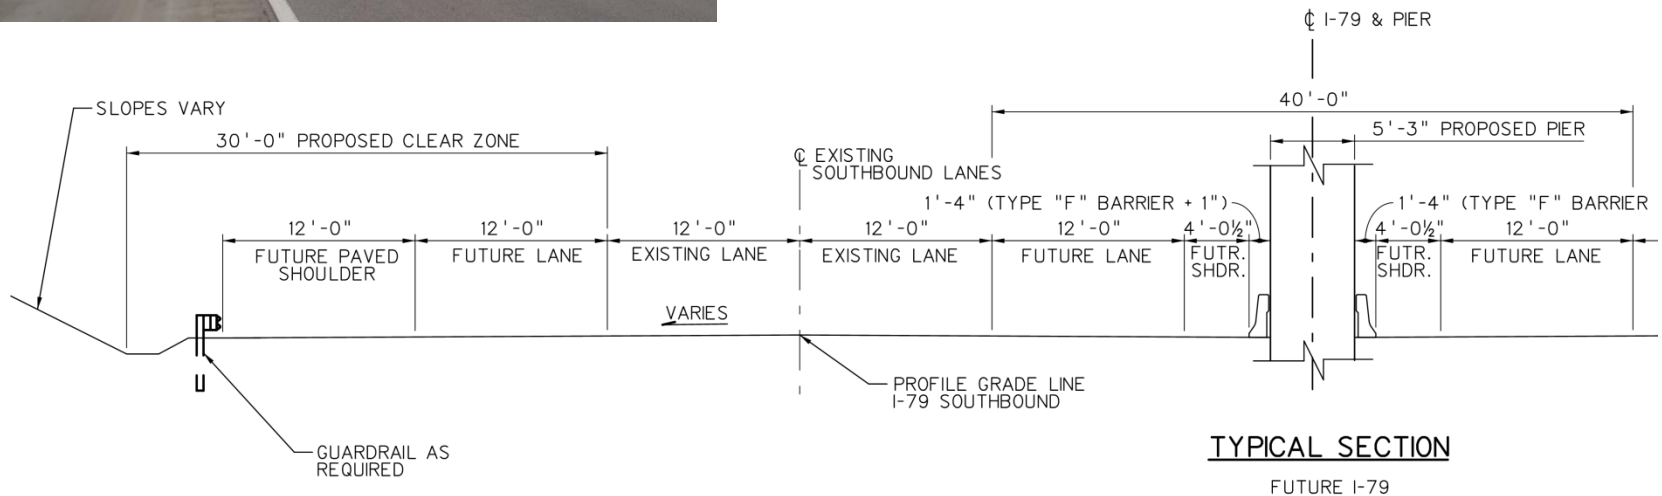 ℄ I-79 & PIER
SLOPES VARY
40'-0"
30'-0" PROPOSED CLEAR ZONE
5'-3" PROPOSED PIER
℄ EXISTING
SOUTHBOUND LANES
1'-4" (TYPE "F" BARRIER + 1")
1'-4" (TYPE "F" BARRIER
12'-0"
FUTURE PAVED
SHOULDER
12'-0"
FUTURE LANE
12'-0"
EXISTING LANE
12'-0"
EXISTING LANE
12'-0"
FUTURE LANE
4'-0½"
FUTR.
SHDR.
4'-0½"
FUTR.
SHDR.
12'-0"
FUTURE LANE
VARIES
PROFILE GRADE LINE
I-79 SOUTHBOUND
GUARDRAIL AS
REQUIRED
TYPICAL SECTION
FUTURE I-79